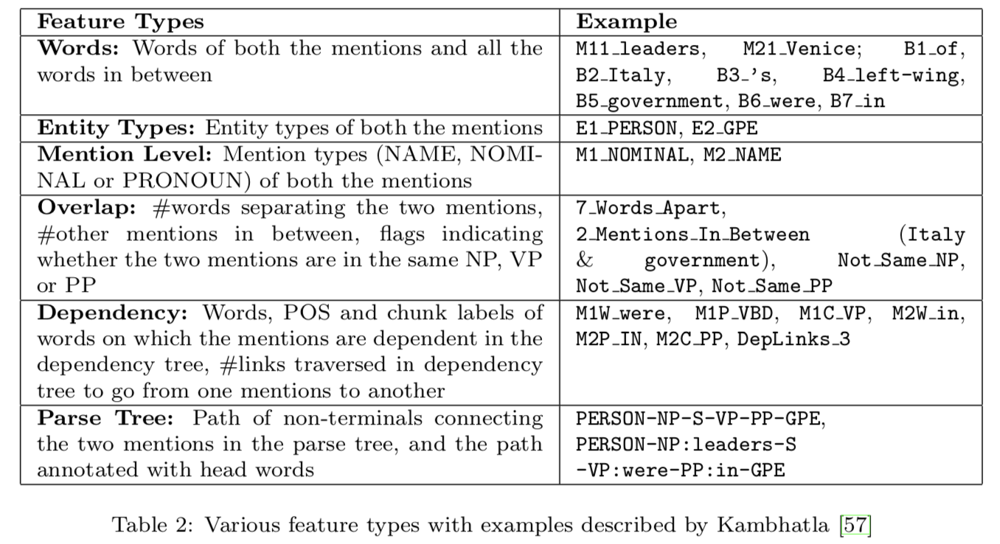 Feature Types Example
Words: Words of both the mentions and all the
words in between
M11_leaders, M21_Venice; B1_of,
B2_Italy, B3_'s, B4_left-wing,
B5_government, B6_were, B7_in
Entity Types: Entity types of both the mentions
E1_PERSON, E2_GPE
Mention Level: Mention types (NAME, NOMI-
NAL or PRONOUN) of both the mentions
M1_NOMINAL, M2_NAME
Overlap: #words separating the two mentions,
#other mentions in between, flags indicating
whether the two mentions are in the same NP, VP
or PP
7_Words_Apart,
2_Mentions_In_Between (Italy
& government), Not_Same_NP,
Not_Same_VP, Not_Same_PP
Dependency: Words, POS and chunk labels of
words on which the mentions are dependent in the
dependency tree, #links traversed in dependency
tree to go from one mentions to another
M1W_were, M1P_VBD, M1C_VP, M2W_in,
M2P_IN, M2C_PP, DepLinks_3
Parse Tree: Path of non-terminals connecting
the two mentions in the parse tree, and the path
annotated with head words
PERSON-NP-S-VP-PP-GPE,
PERSON-NP:leaders-S
-VP:were-PP:in-GPE
Table 2: Various feature types with examples described by Kambhatla [57]